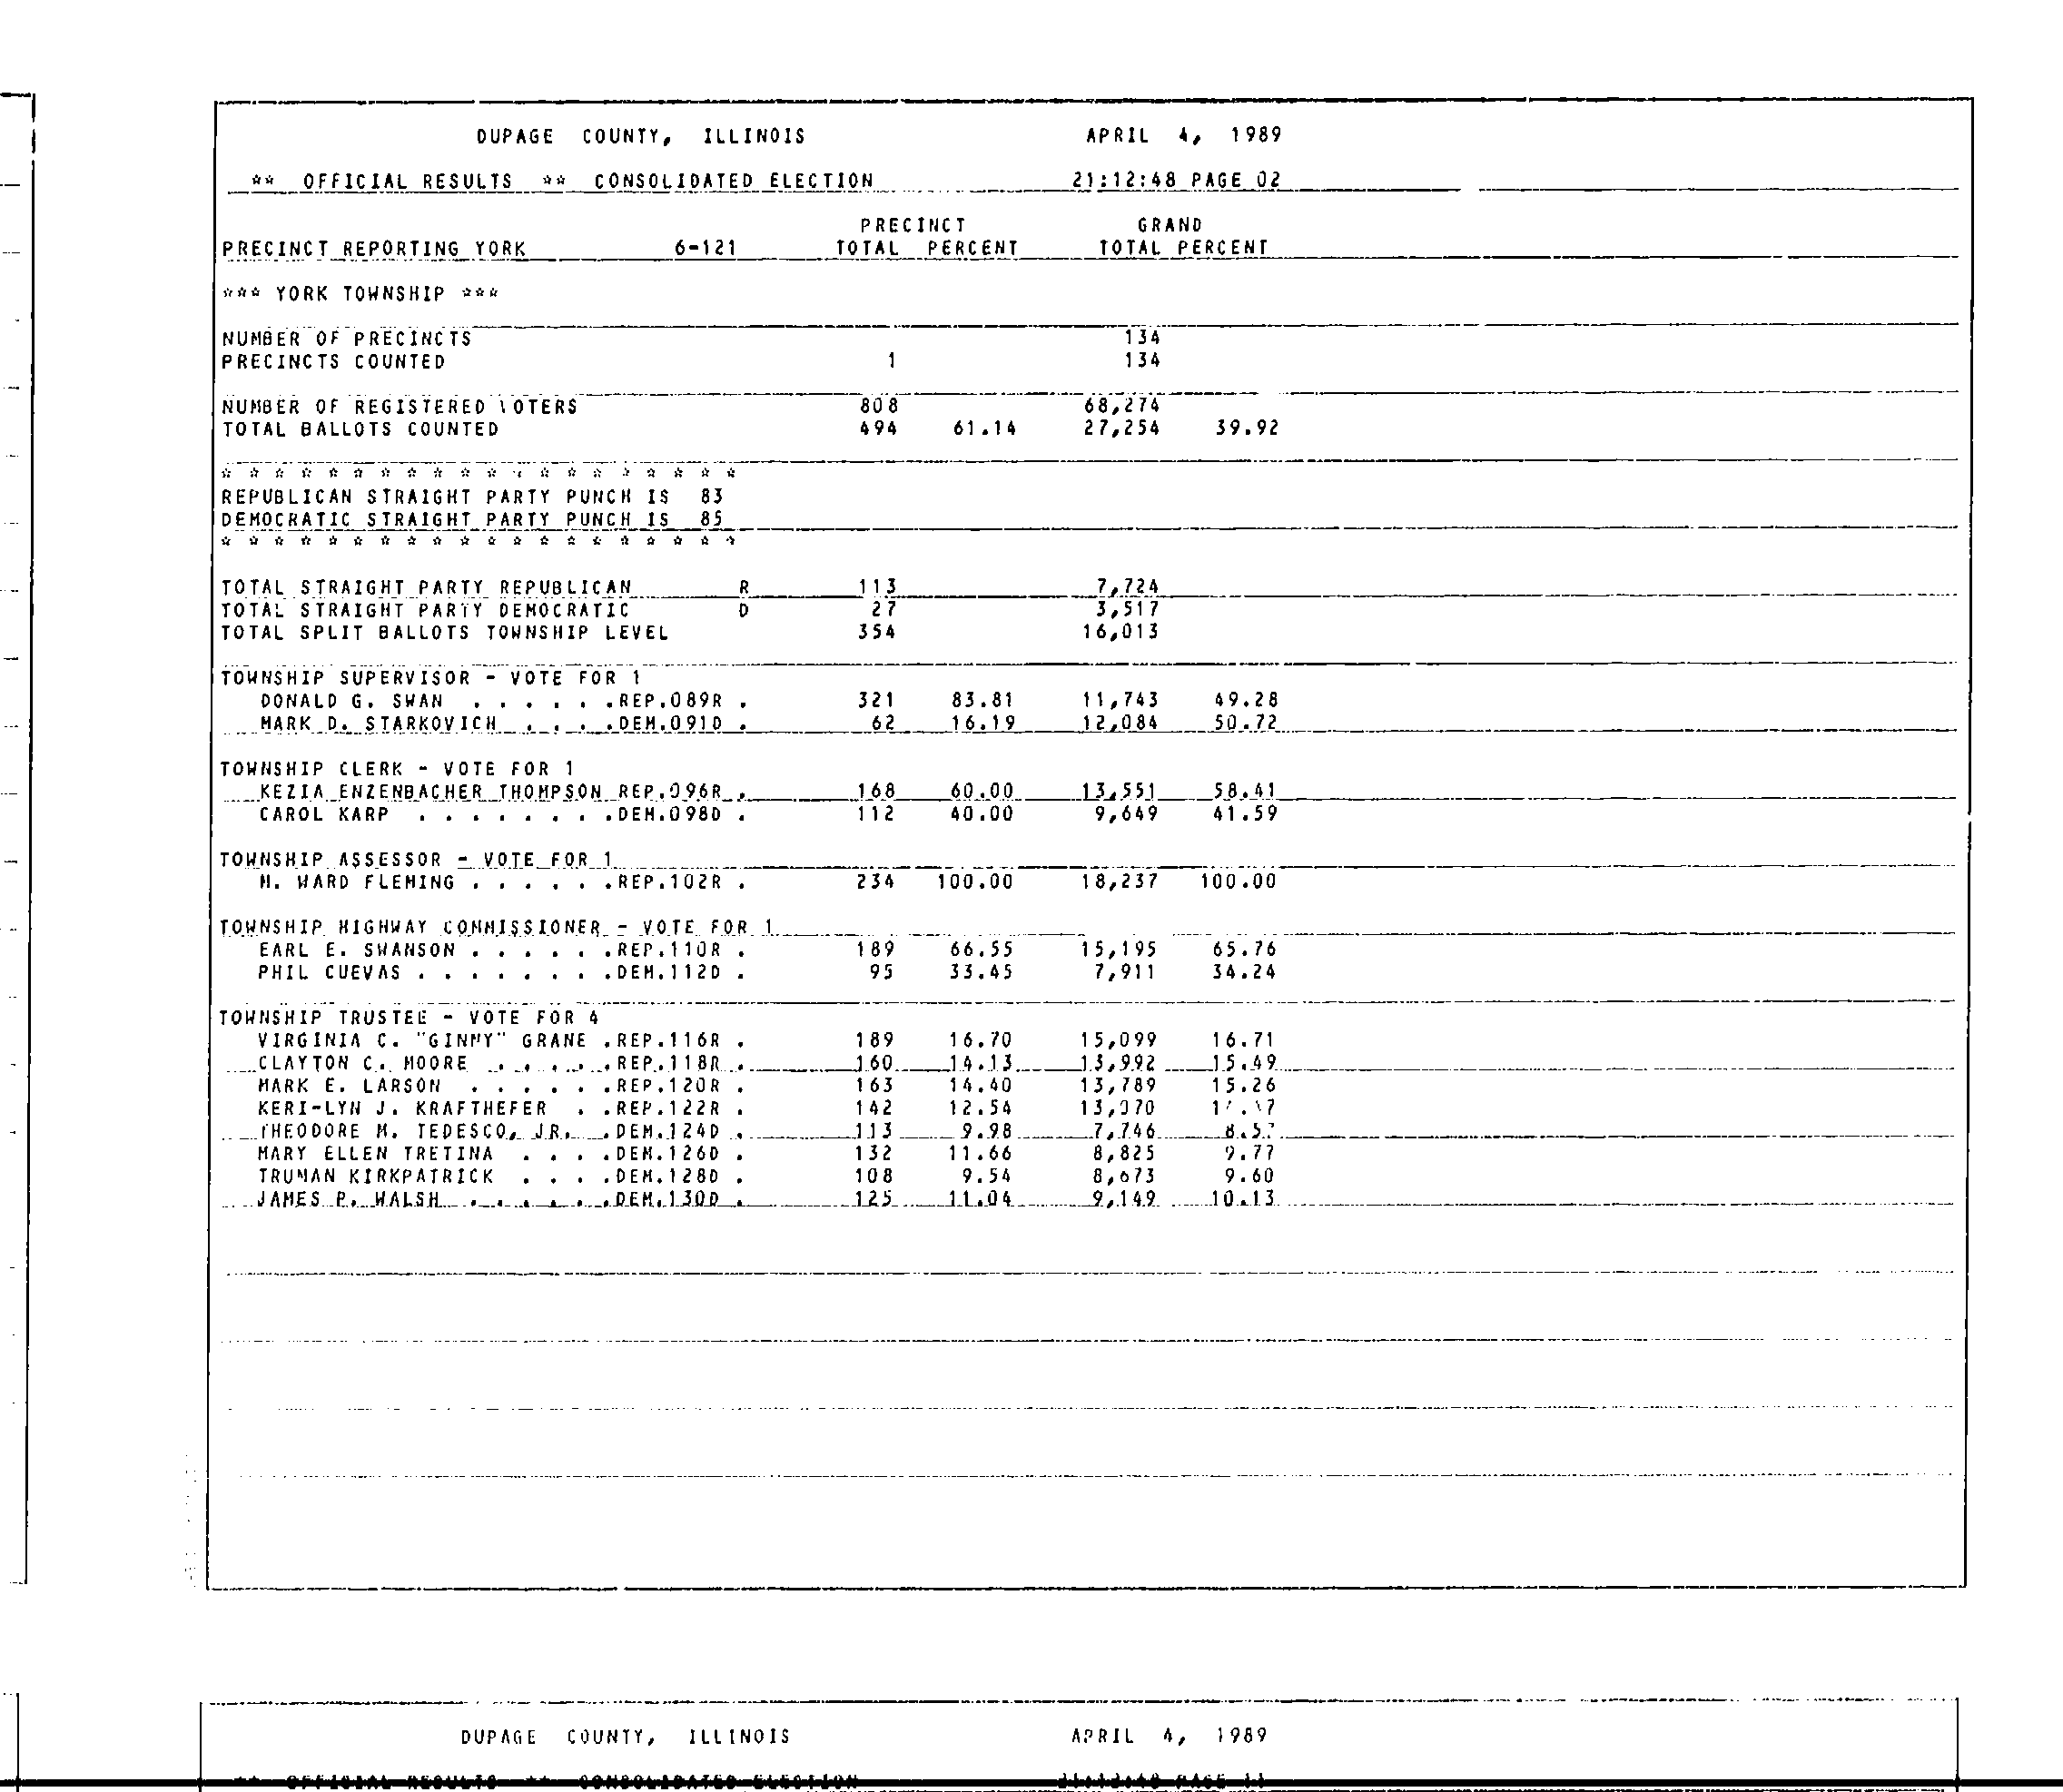 DUPAGE COUNTY, ILLINOIS APRIL 4, 1989
** OFFICIAL RESULTS ** CONSOLIDATED ELECTION 21:12:48 PAGE 02
PRECINCT GRAND
PRECINCT REPORTING YORK 6-121 TOTAL PERCENT TOTAL PERCENT
*** YORK TOWNSHIP ***
NUMBER OF PRECINCTS 134
PRECINCTS COUNTED 1 134
NUMBER OF REGISTERED VOTERS 808 68,274
TOTAL BALLOTS COUNTED 494 61.14 27,254 39.92
* * * * * * * * * * * * * * * * * * * *
REPUBLICAN STRAIGHT PARTY PUNCH IS 83
DEMOCRATIC STRAIGHT PARTY PUNCH IS 85
* * * * * * * * * * * * * * * * * * * *
TOTAL STRAIGHT PARTY REPUBLICAN R 113 7,724
TOTAL STRAIGHT PARTY DEMOCRATIC D 27 3,517
TOTAL SPLIT BALLOTS TOWNSHIP LEVEL 354 16,013
TOWNSHIP SUPERVISOR - VOTE FOR 1
DONALD G. SWAN . . . . . .REP.089R . 321 83.81 11,743 49.28
MARK D. STARKOVICH . . . .DEM.091D . 62 16.19 12,084 50.72
TOWNSHIP CLERK - VOTE FOR 1
KEZIA ENZENBACHER THOMPSON REP.096R . 168 60.00 13,551 58.41
CAROL KARP . . . . . . . .DEM.098D . 112 40.00 9,649 41.59
TOWNSHIP ASSESSOR - VOTE FOR 1
M. WARD FLEMING . . . . . .REP.102R . 234 100.00 18,237 100.00
TOWNSHIP HIGHWAY COMMISSIONER - VOTE FOR 1
EARL E. SWANSON . . . . . .REP.110R . 189 66.55 15,195 65.76
PHIL CUEVAS . . . . . . . .DEM.112D . 95 33.45 7,911 34.24
TOWNSHIP TRUSTEE - VOTE FOR 4
VIRGINIA C. "GINNY" GRANE .REP.116R . 189 16.70 15,099 16.71
CLAYTON C. MOORE . . . . .REP.118R . 160 14.13 13,992 15.49
MARK E. LARSON . . . . . .REP.120R . 163 14.40 13,789 15.26
KERI-LYN J. KRAFTHEFER . .REP.122R . 142 12.54 13,070
THEODORE M. TEDESCO, JR. .DEM.124D . 113 9.98 7,746
MARY ELLEN TRETINA . . . .DEM.126D . 132 11.66 8,825 9.77
TRUMAN KIRKPATRICK . . . .DEM.128D . 108 9.54 8,673 9.60
JAMES P. WALSH . . . . . .DEM.130D . 125 11.04 9,149 10.13
DUPAGE COUNTY, ILLINOIS APRIL 4, 1989
** OFFICIAL RESULTS ** CONSOLIDATED ELECTION